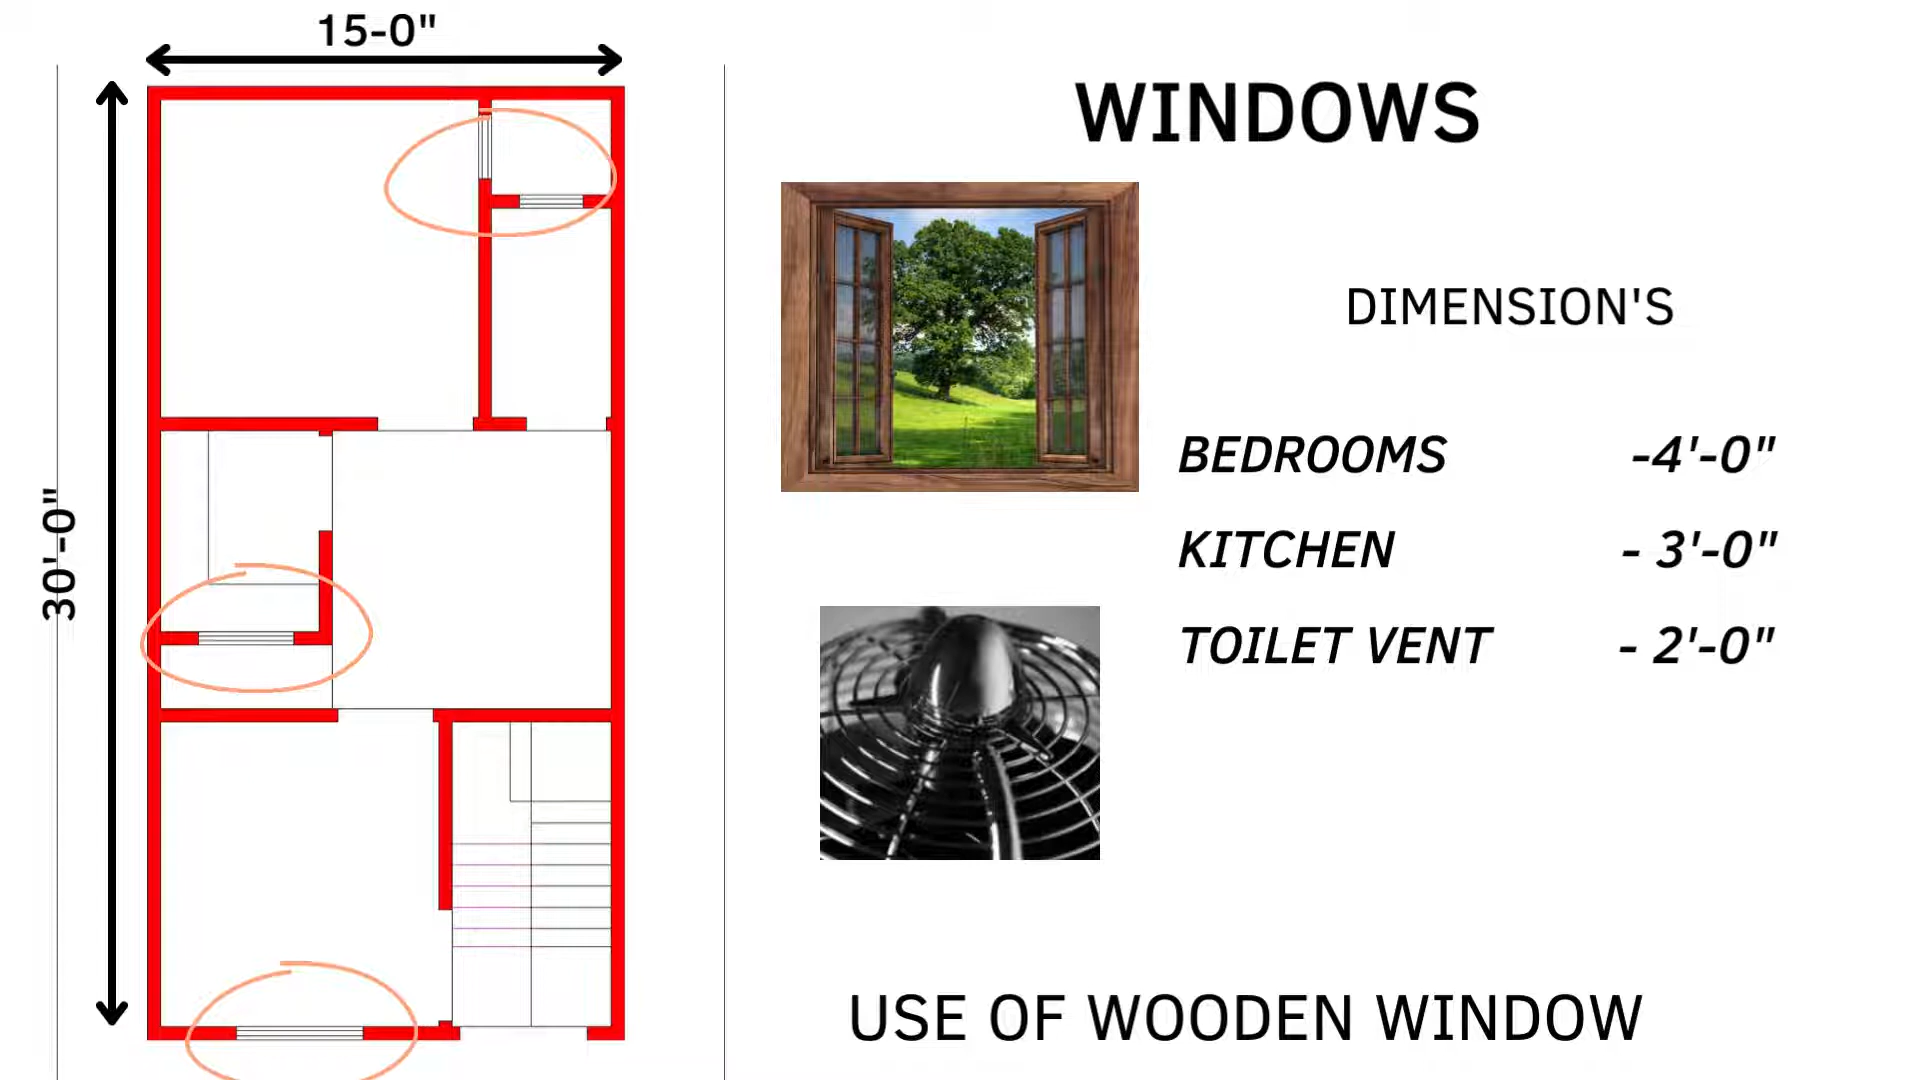 15-0"
30'-0"
WINDOWS
DIMENSION'S
BEDROOMS -4'-0"
KITCHEN - 3'-0"
TOILET VENT - 2'-0"
USE OF WOODEN WINDOW